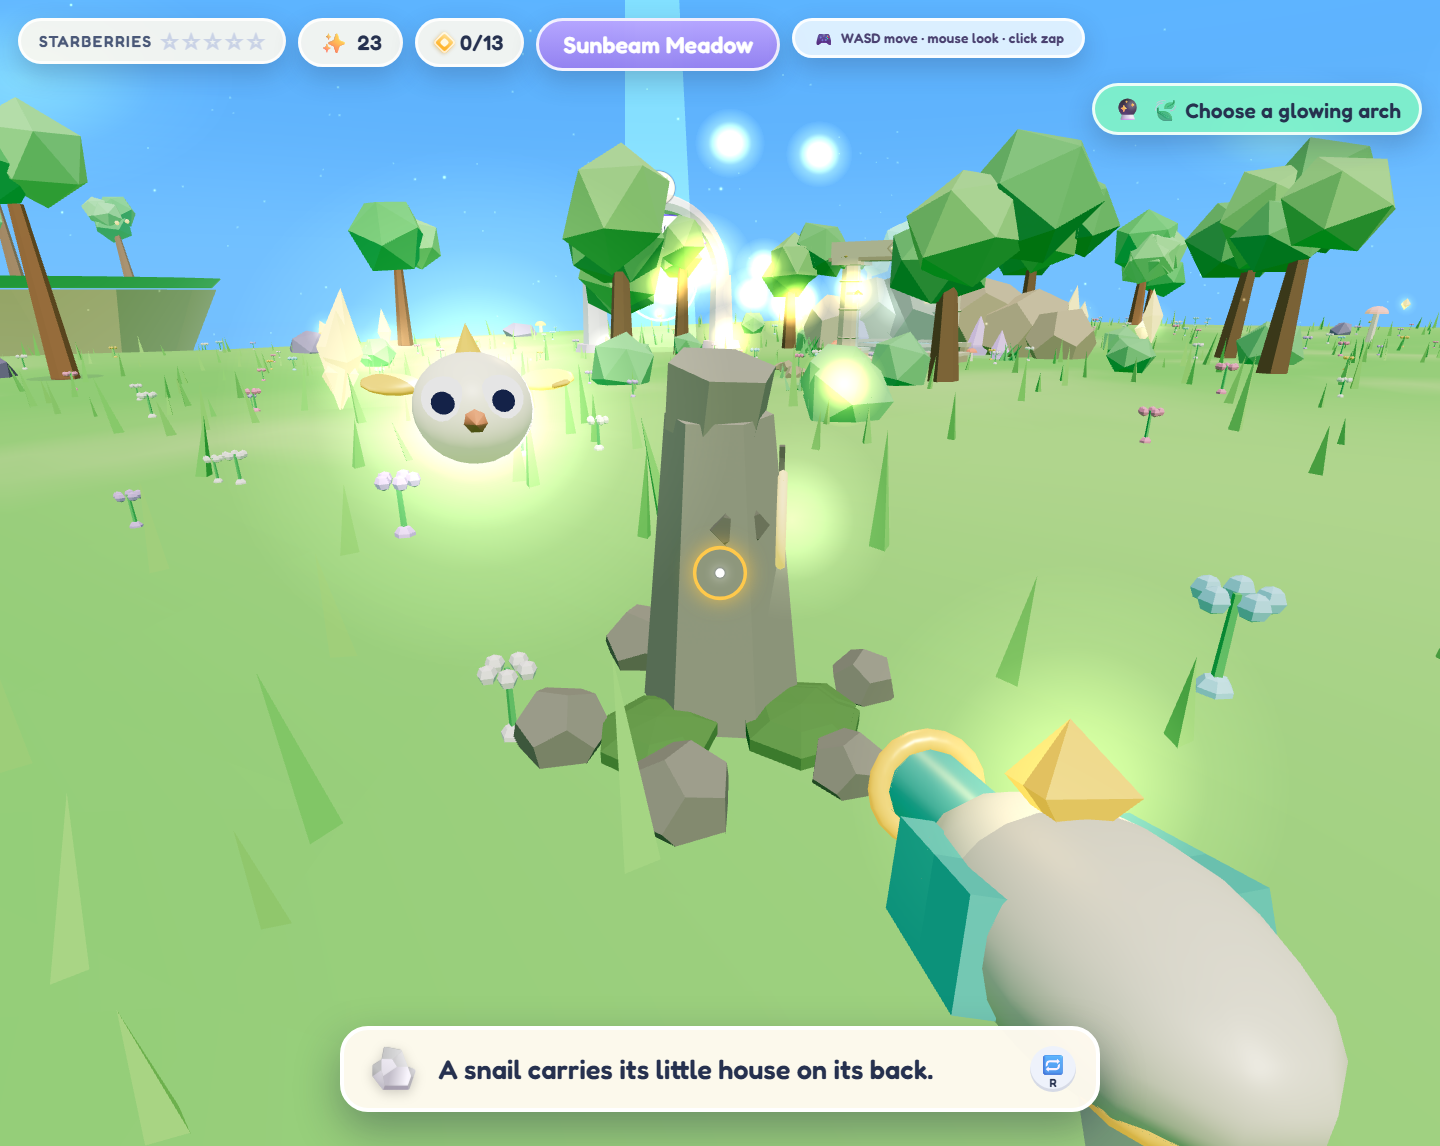 STARBERRIES
23
0/13
Sunbeam Meadow
WASD move · mouse look · click zap
Choose a glowing arch
A snail carries its little house on its back.
R